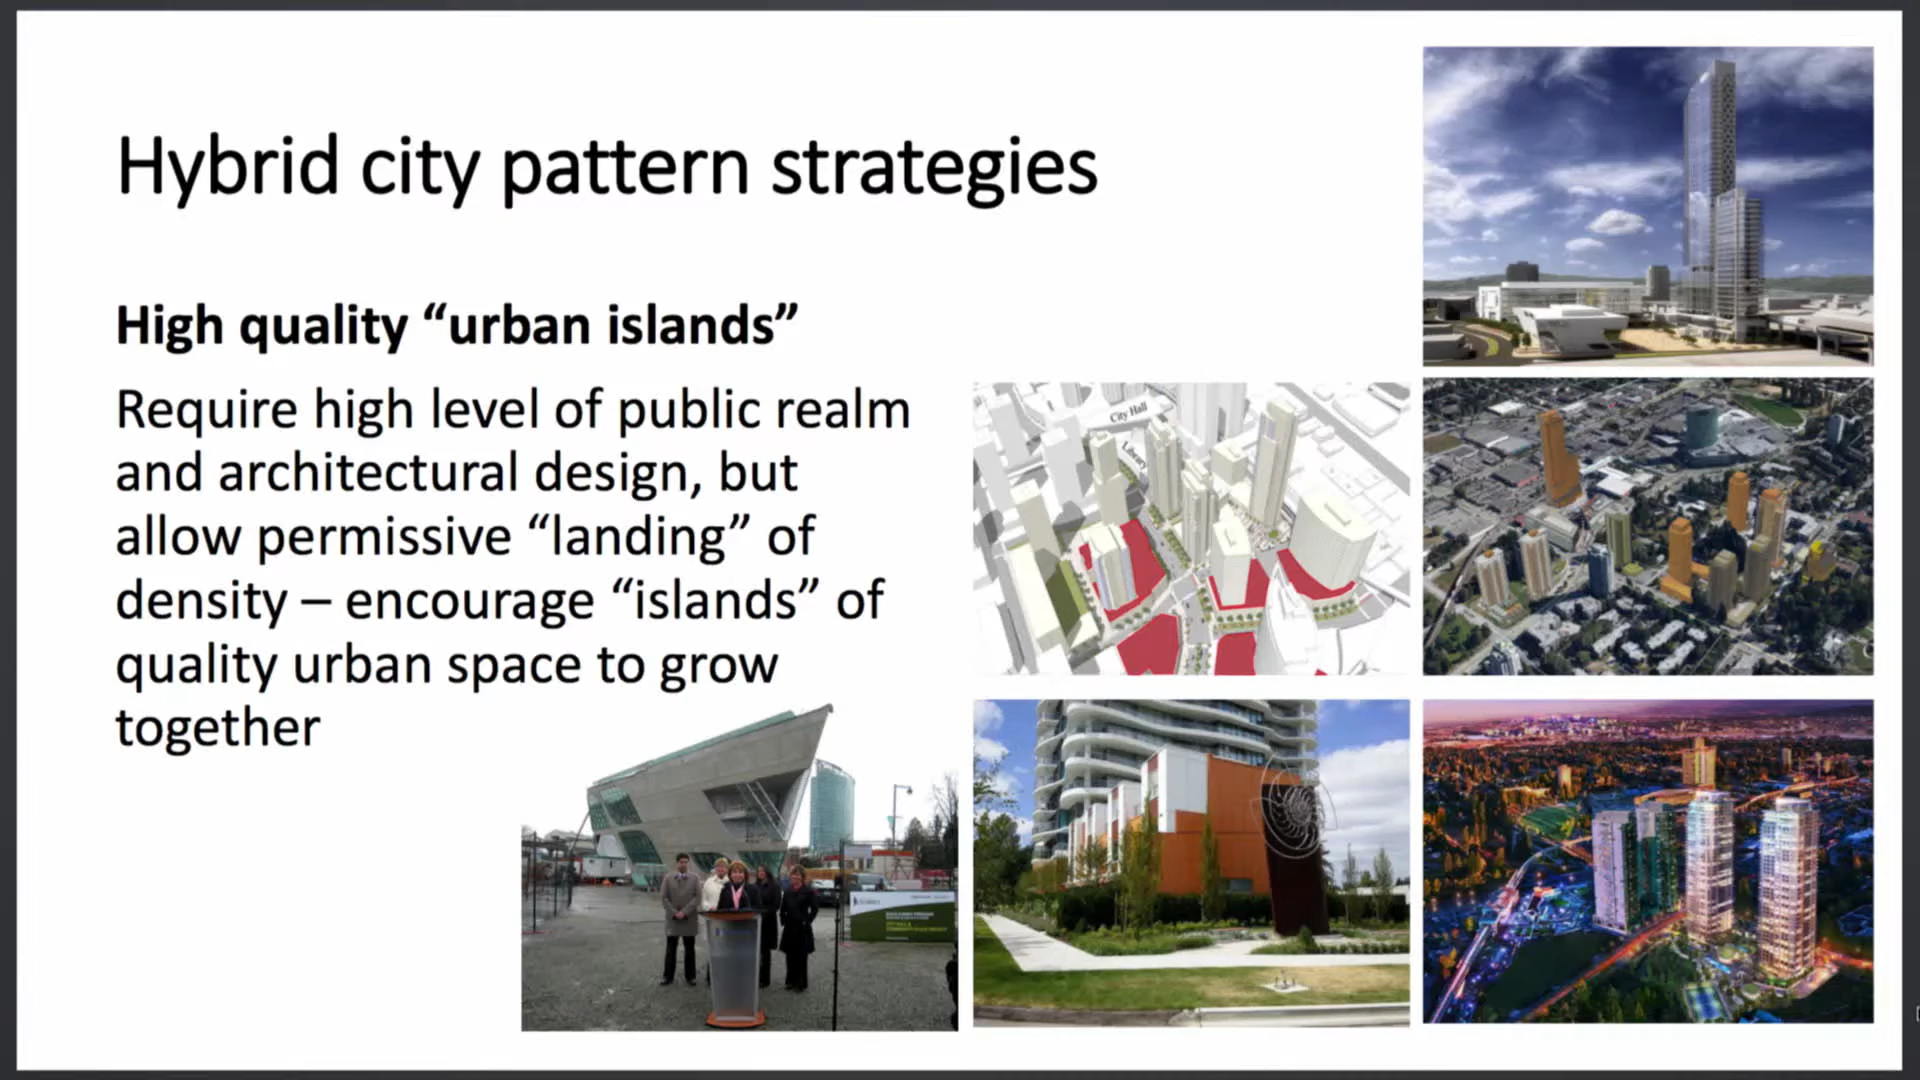 Hybrid city pattern strategies
High quality “urban islands”
Require high level of public realm
and architectural design, but
allow permissive “landing” of
density – encourage “islands” of
quality urban space to grow
together
City Hall
Library